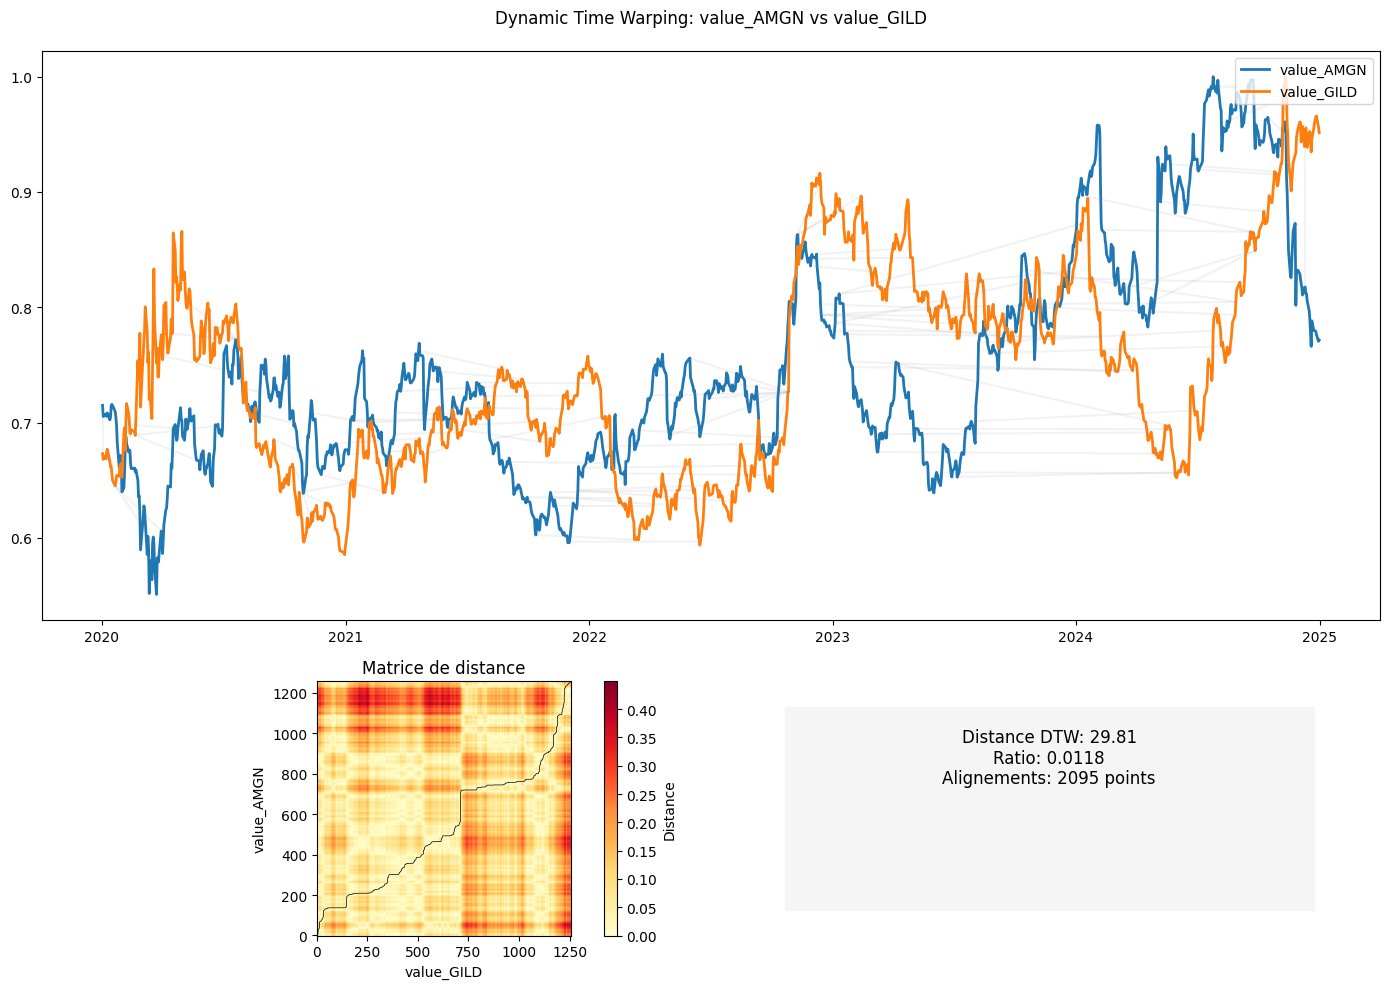 Dynamic Time Warping: value_AMGN vs value_GILD
value_AMGN
value_GILD
1.0
0.9
0.8
0.7
0.6
2020 2021 2022 2023 2024 2025
Matrice de distance
1200
1000
800
600
400
200
0
value_AMGN
0 250 500 750 1000 1250
value_GILD
0.40
0.35
0.30
0.25
0.20
0.15
0.10
0.05
0.00
Distance
Distance DTW: 29.81
Ratio: 0.0118
Alignements: 2095 points